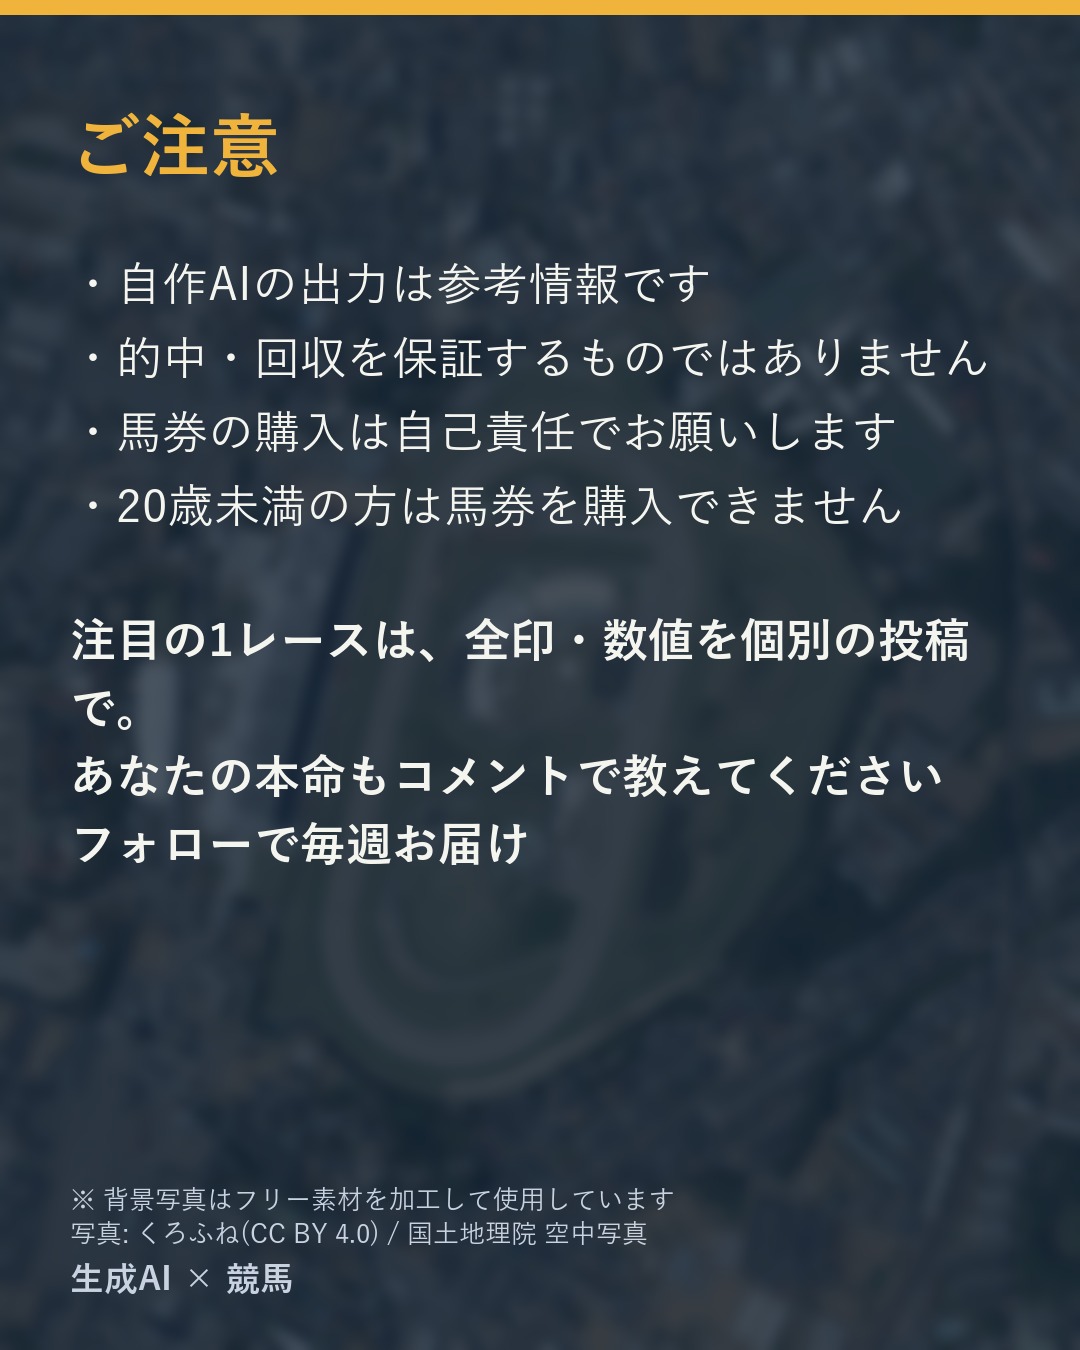 ご注意
・自作AIの出力は参考情報です
・的中・回収を保証するものではありません
・馬券の購入は自己責任でお願いします
・20歳未満の方は馬券を購入できません
注目の1レースは、全印・数値を個別の投稿
で。
あなたの本命もコメントで教えてください
フォローで毎週お届け
※ 背景写真はフリー素材を加工して使用しています
写真: くろふね(CC BY 4.0) / 国土地理院 空中写真
生成AI × 競馬